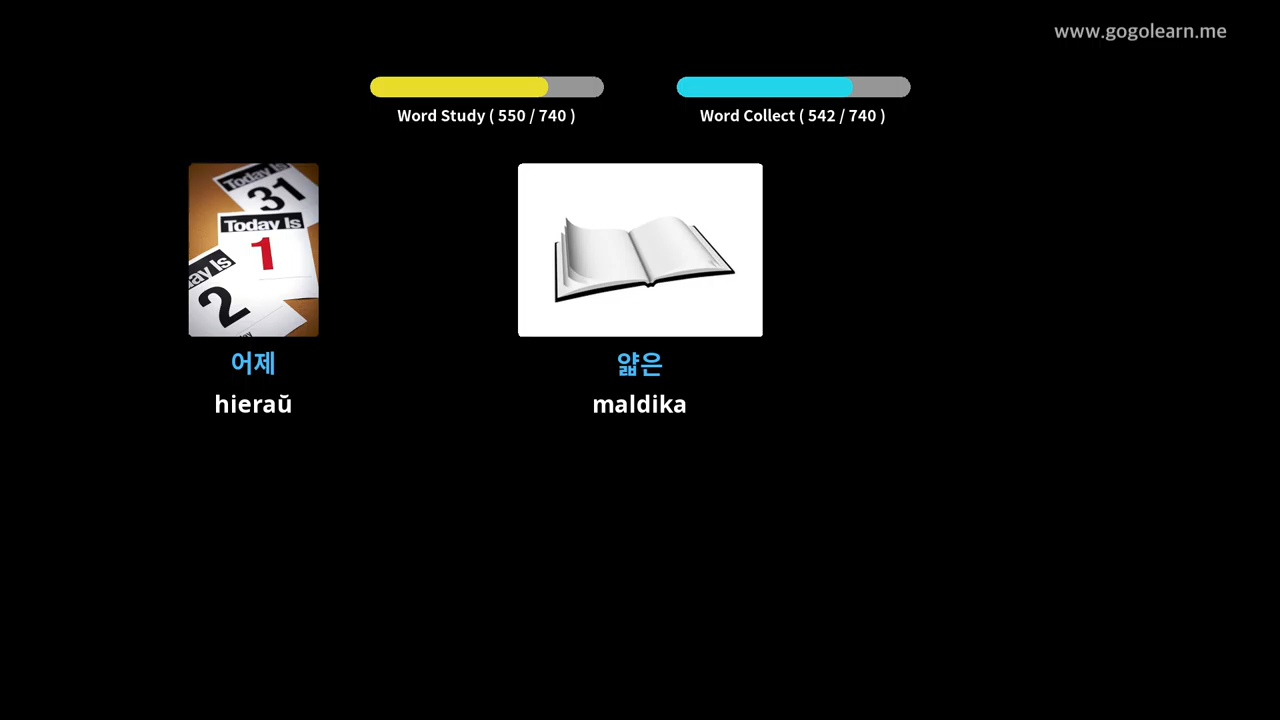 www.gogolearn.me
Word Study ( 550 / 740 )
Word Collect ( 542 / 740 )
Today Is
31
Today Is
1
ay Is
2
어제
얇은
hieraŭ
maldika